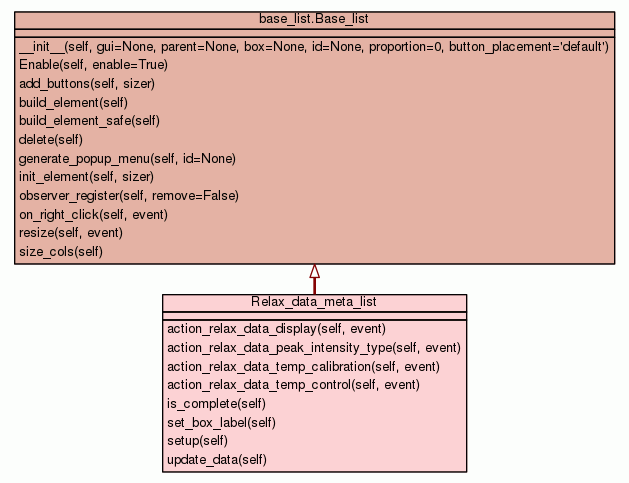 base_list.Base_list
__init__(self, gui=None, parent=None, box=None, id=None, proportion=0, button_placement='default')
Enable(self, enable=True)
add_buttons(self, sizer)
build_element(self)
build_element_safe(self)
delete(self)
generate_popup_menu(self, id=None)
init_element(self, sizer)
observer_register(self, remove=False)
on_right_click(self, event)
resize(self, event)
size_cols(self)
Relax_data_meta_list
action_relax_data_display(self, event)
action_relax_data_peak_intensity_type(self, event)
action_relax_data_temp_calibration(self, event)
action_relax_data_temp_control(self, event)
is_complete(self)
set_box_label(self)
setup(self)
update_data(self)